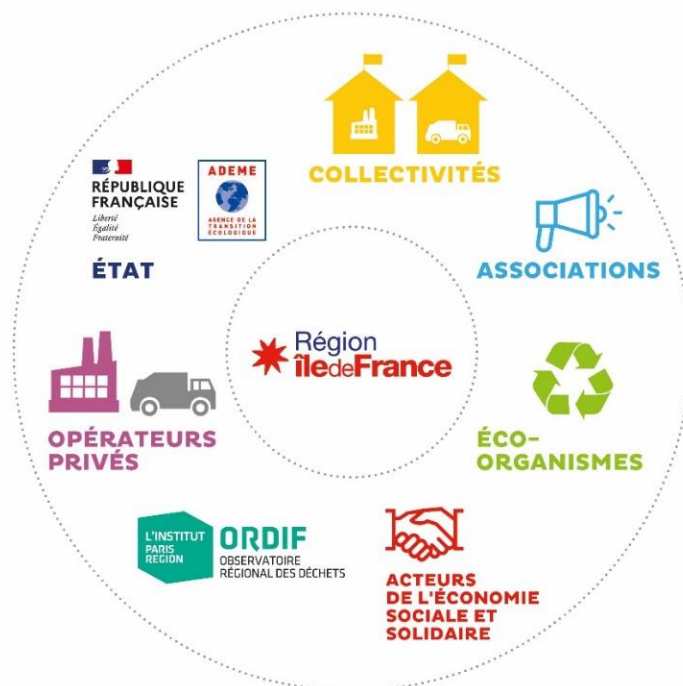 COLLECTIVITÉS
RÉPUBLIQUE
FRANÇAISE
Liberté
Égalité
Fraternité
ADEME
AGENCE DE LA
TRANSITION
ÉCOLOGIQUE
ÉTAT
ASSOCIATIONS
Région
îledeFrance
OPÉRATEURS
PRIVÉS
ÉCO-
ORGANISMES
L'INSTITUT
PARIS
REGION
ORDIF
OBSERVATOIRE
RÉGIONAL DES DÉCHETS
ACTEURS
DE L'ÉCONOMIE
SOCIALE ET
SOLIDAIRE